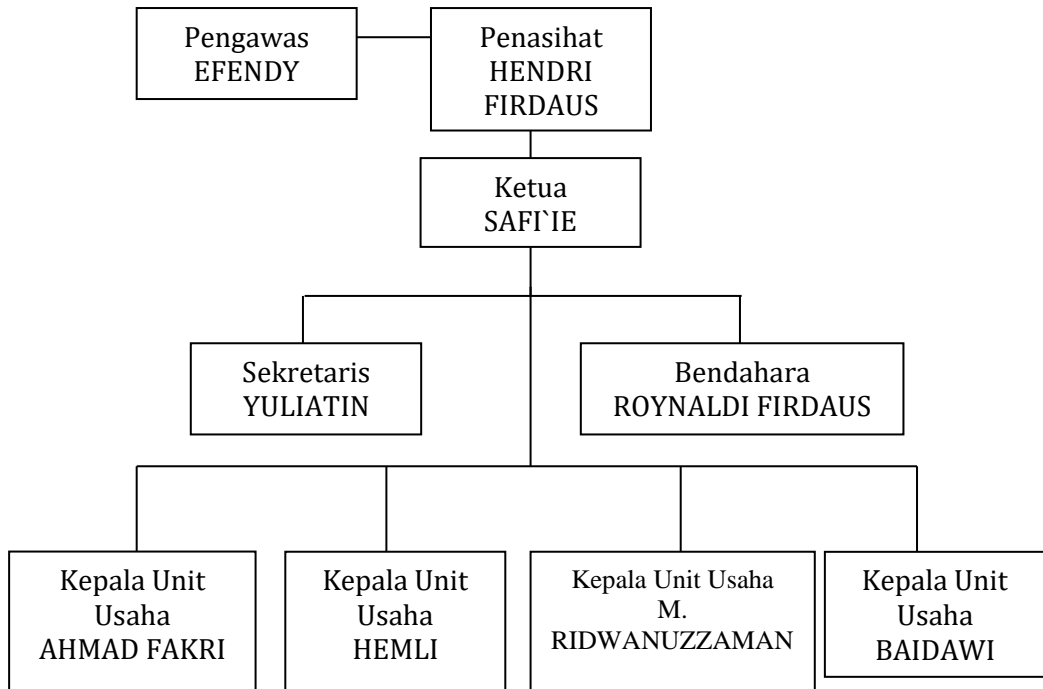 Pengawas
EFENDY
Penasihat
HENDRI
FIRDAUS
Ketua
SAFI`IE
Sekretaris
YULIATIN
Bendahara
ROYNALDI FIRDAUS
Kepala Unit
Usaha
AHMAD FAKRI
Kepala Unit
Usaha
HEMLI
Kepala Unit Usaha
M.
RIDWANUZZAMAN
Kepala Unit
Usaha
BAIDAWI